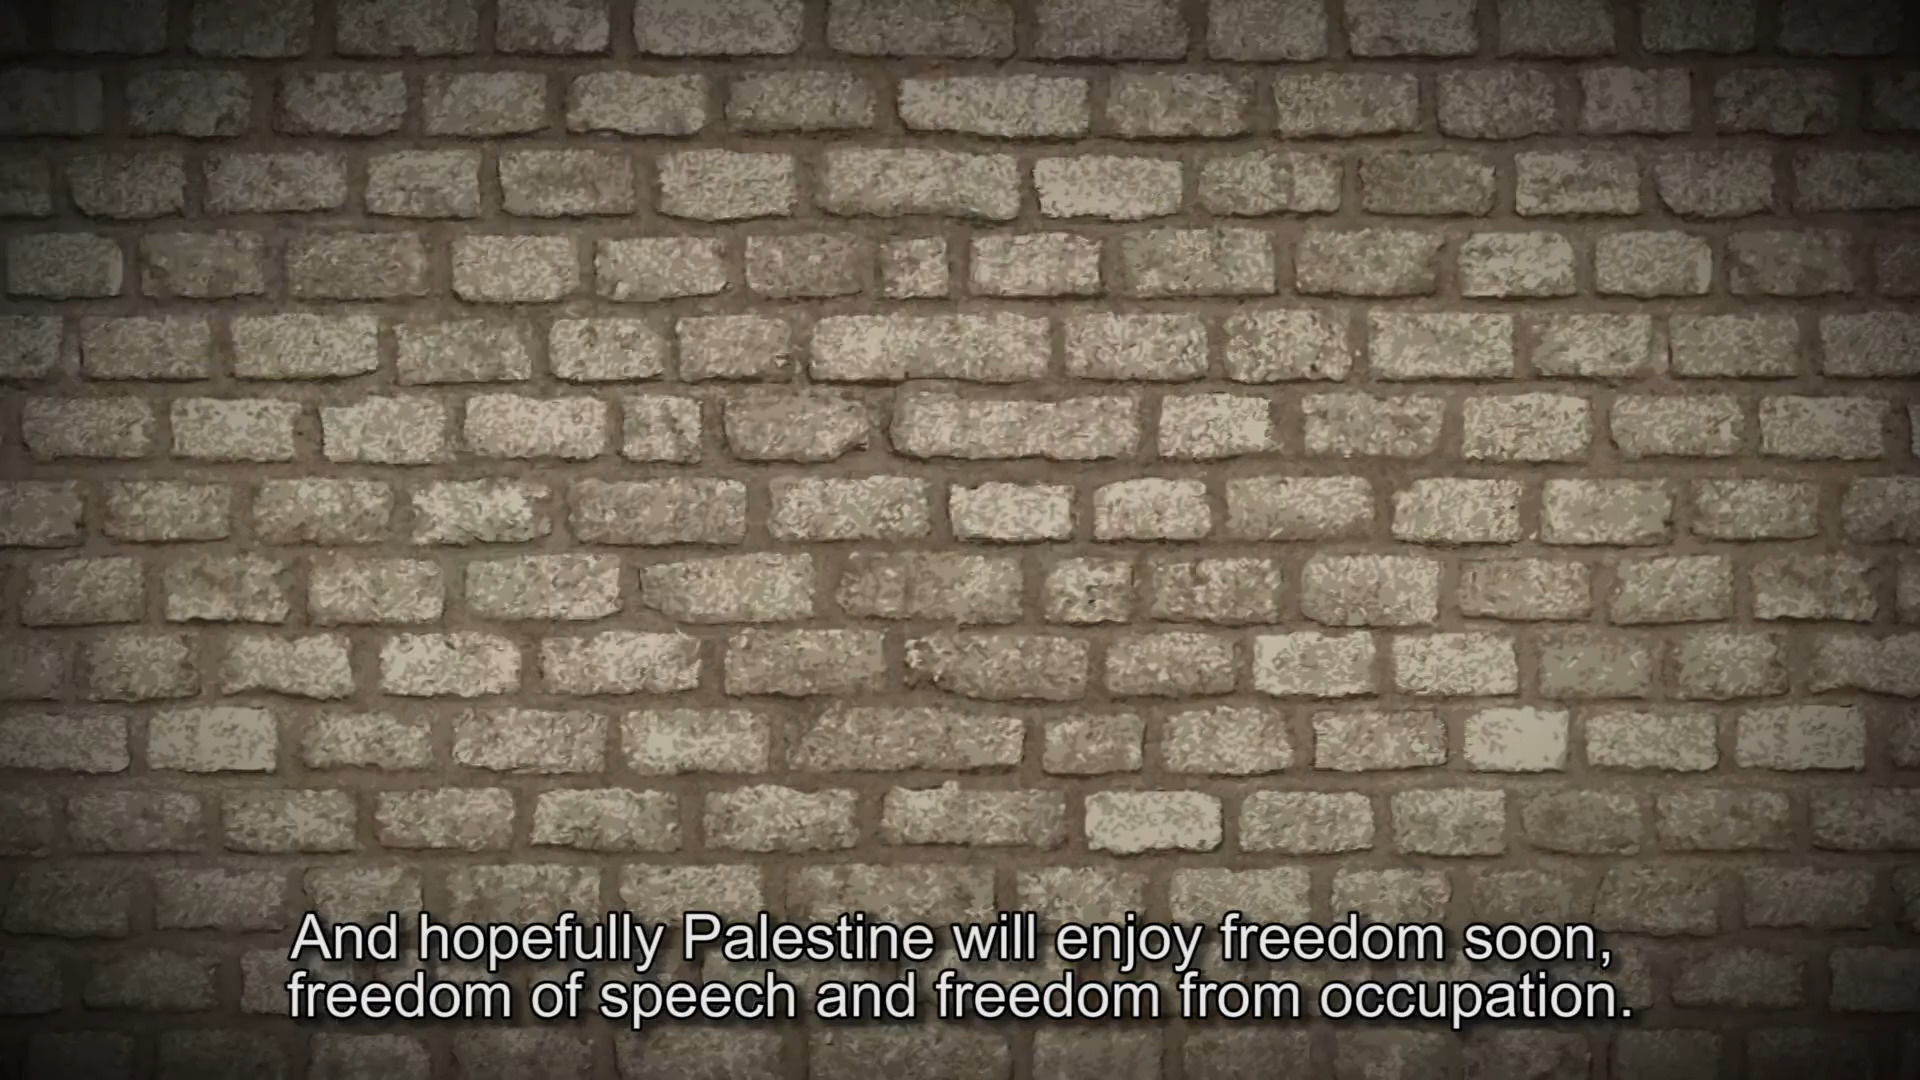 And hopefully Palestine will enjoy freedom soon,
freedom of speech and freedom from occupation.